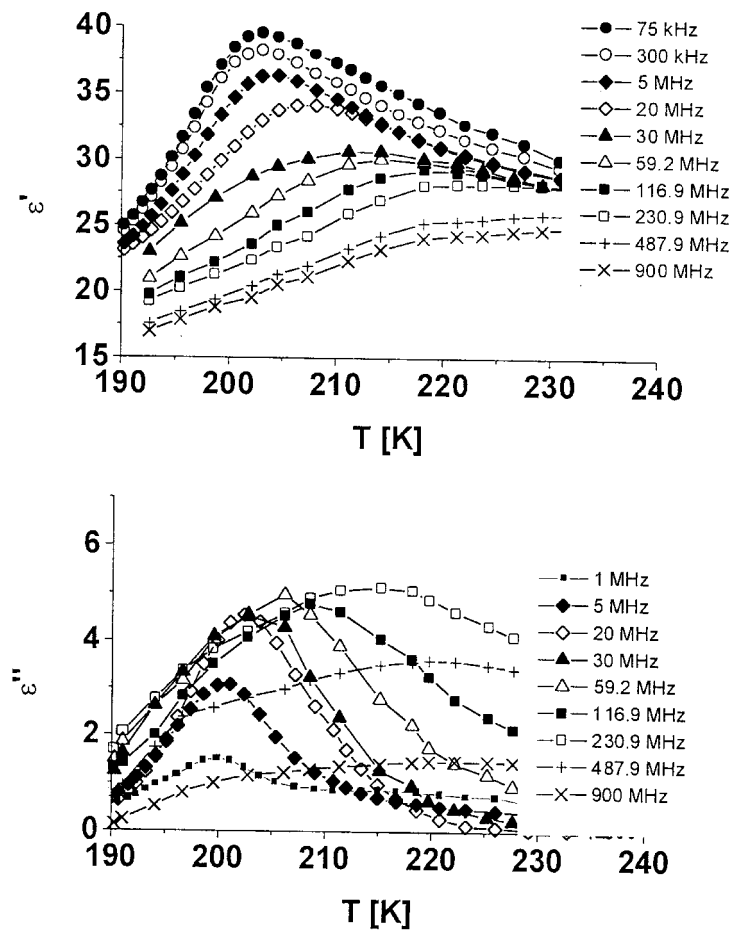 40
35
30
25
20
15
ε'
190 200 210 220 230 240
T [K]
75 kHz
300 kHz
5 MHz
20 MHz
30 MHz
59.2 MHz
116.9 MHz
230.9 MHz
487.9 MHz
900 MHz
6
4
2
0
ε"
190 200 210 220 230 240
T [K]
1 MHz
5 MHz
20 MHz
30 MHz
59.2 MHz
116.9 MHz
230.9 MHz
487.9 MHz
900 MHz